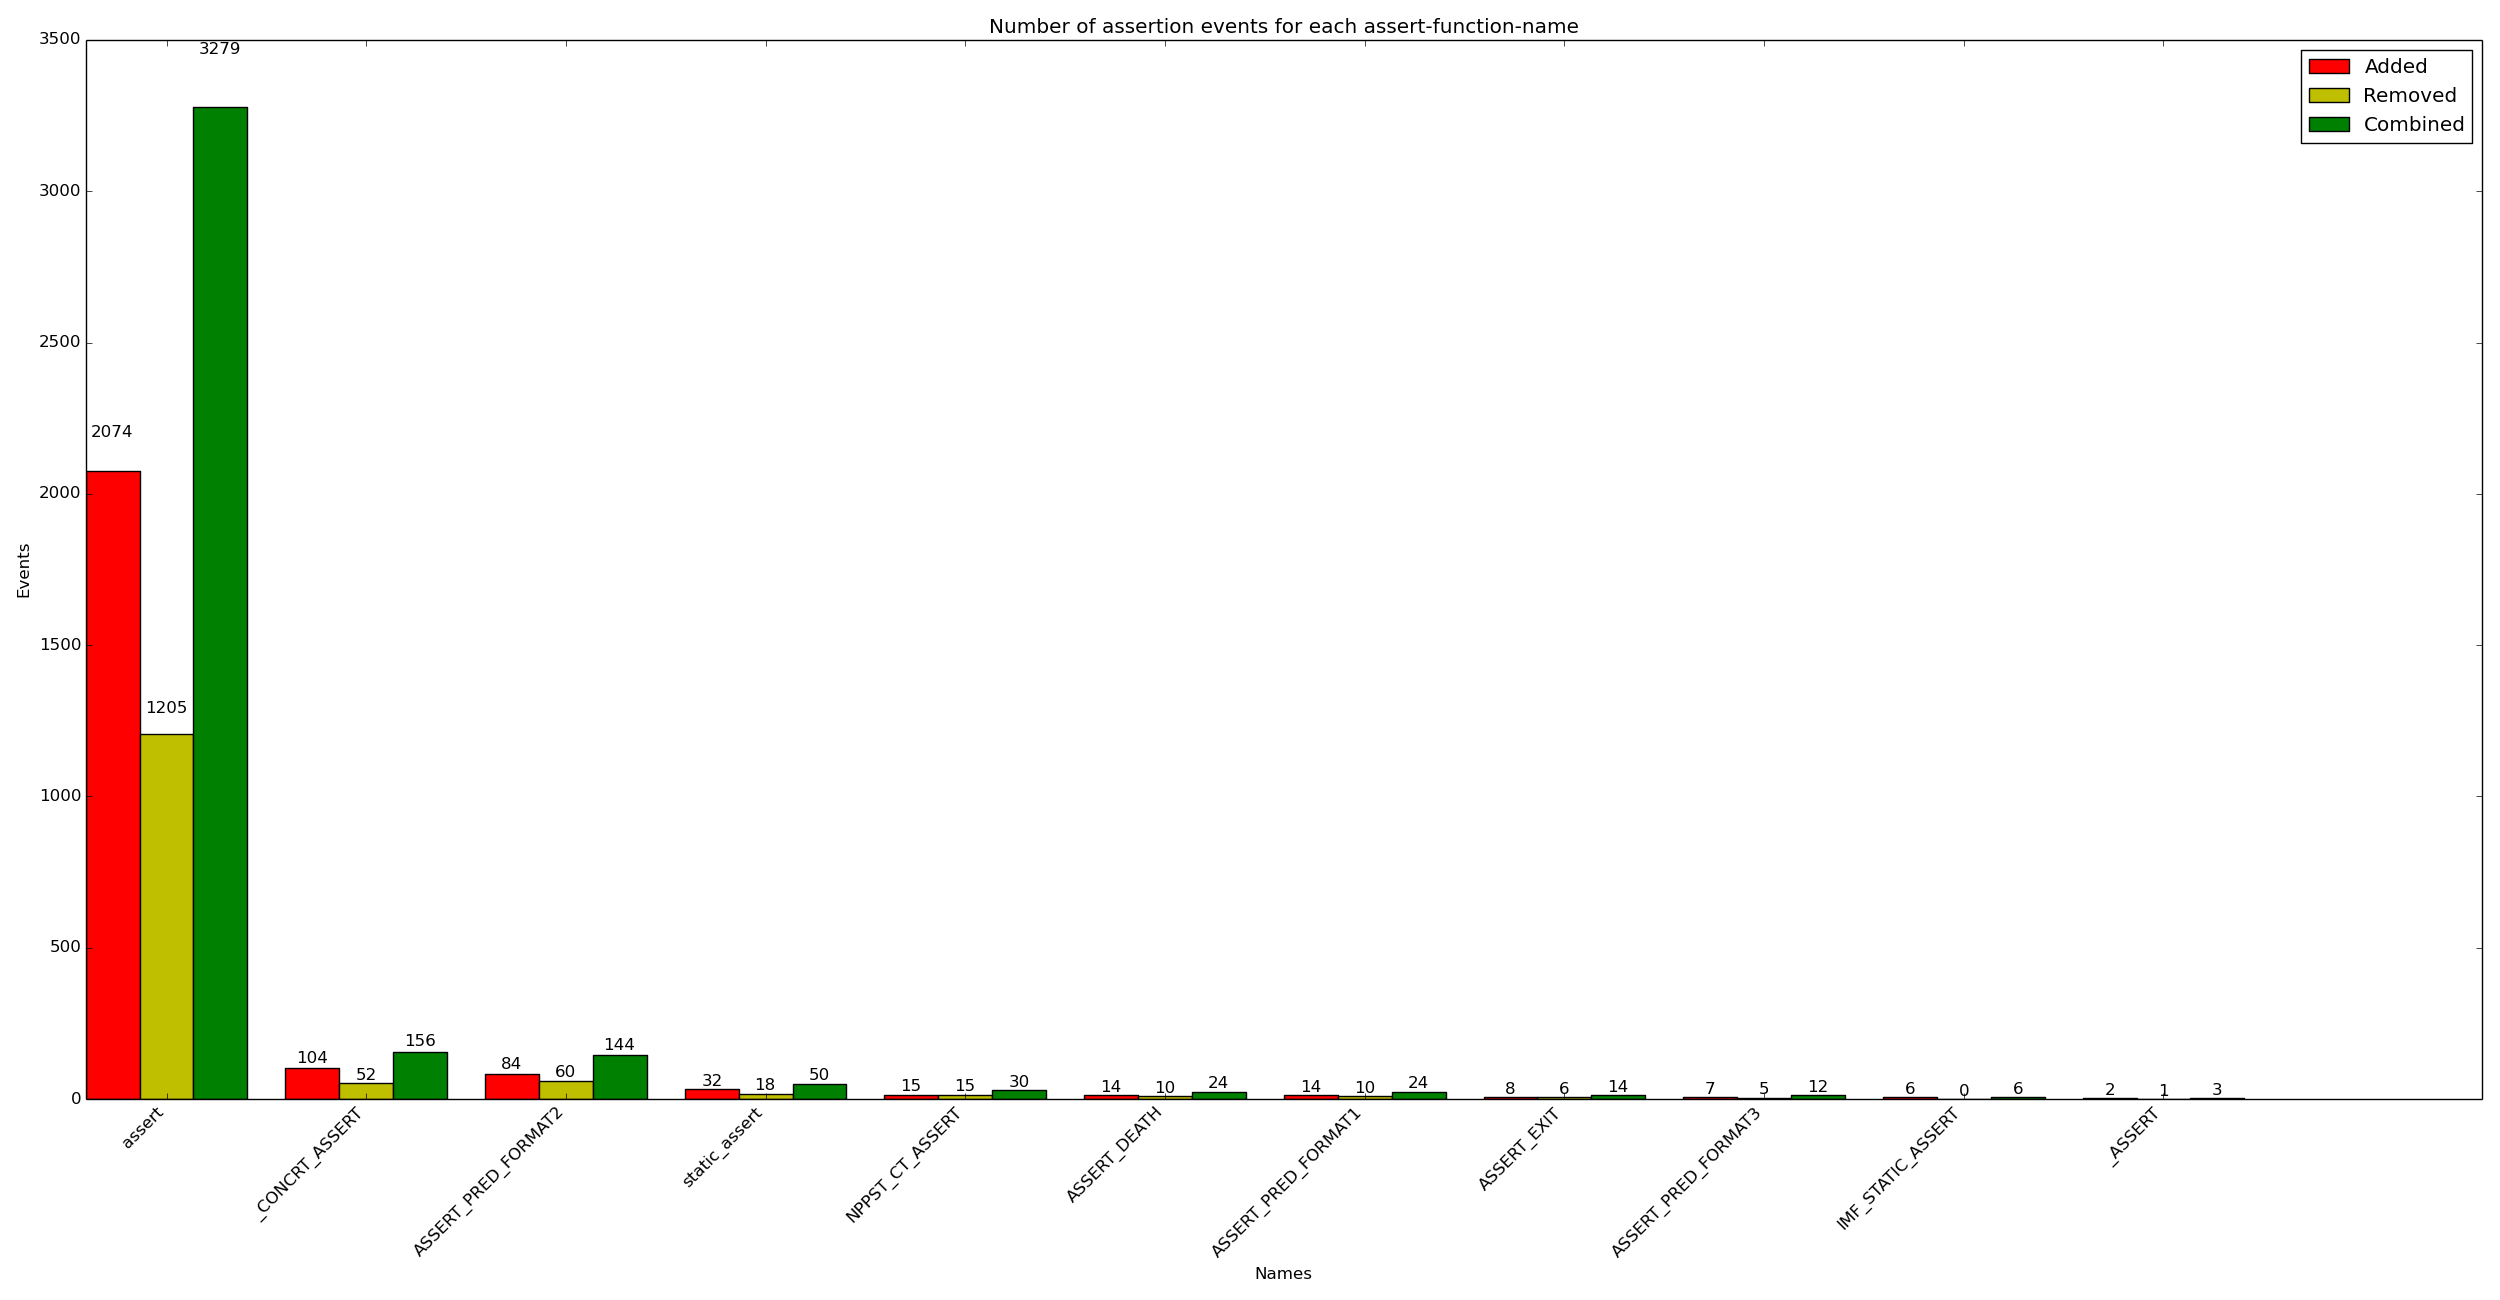 Number of assertion events for each assert-function-name
Added
Removed
Combined
Events
3500
3000
2500
2000
1500
1000
500
0
2074
1205
3279
104
52
156
84
60
144
32
18
50
15
15
30
14
10
24
14
10
24
8
6
14
7
5
12
6
0
6
2
1
3
assert
_CONCRT_ASSERT
ASSERT_PRED_FORMAT2
static_assert
NPPST_CT_ASSERT
ASSERT_DEATH
ASSERT_PRED_FORMAT1
ASSERT_EXIT
ASSERT_PRED_FORMAT3
IMF_STATIC_ASSERT
_ASSERT
Names